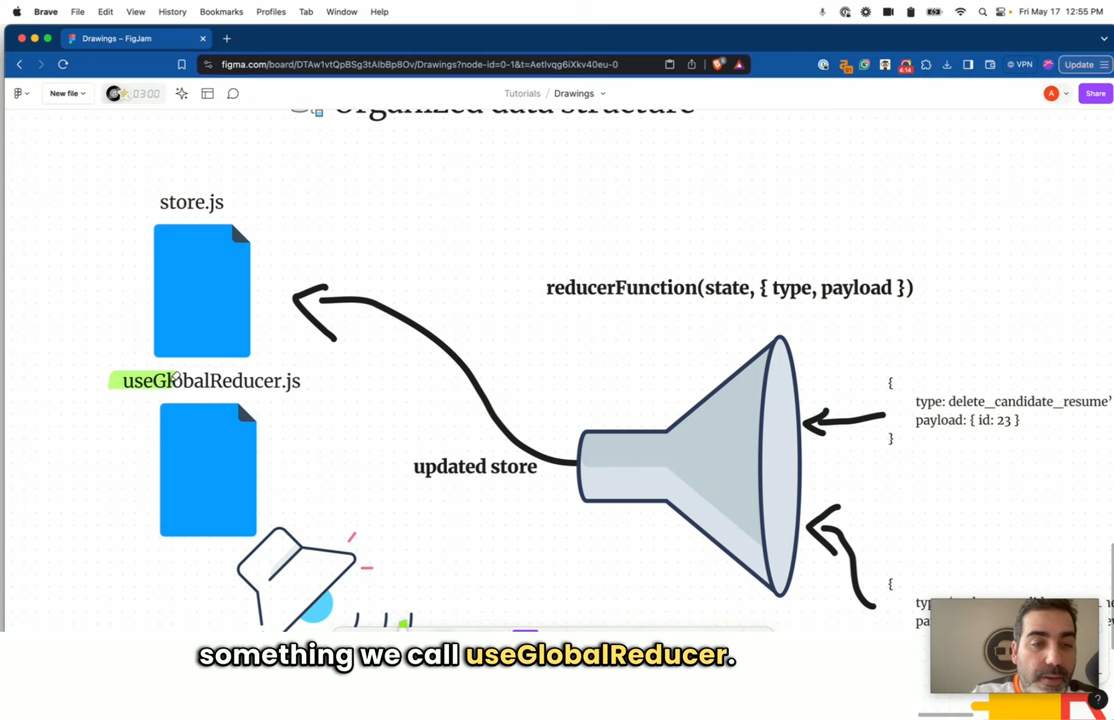 Brave File Edit View History Bookmarks Profiles Tab Window Help
Fri May 17 12:55 PM
Drawings – FigJam
figma.com/board/DTAw1vtQpBSg3tAIbBp8Ov/Drawings?node-id=0-1&t=Aetlvqg6iXkv40eu-0
VPN
Update
New file
03:00
Tutorials / Drawings
A
Share
Organized data structure
store.js
reducerFunction(state, { type, payload })
useGlobalReducer.js
{
type: delete_candidate_resume’
payload: { id: 23 }
}
updated store
{
something we call useGlobalReducer.
?